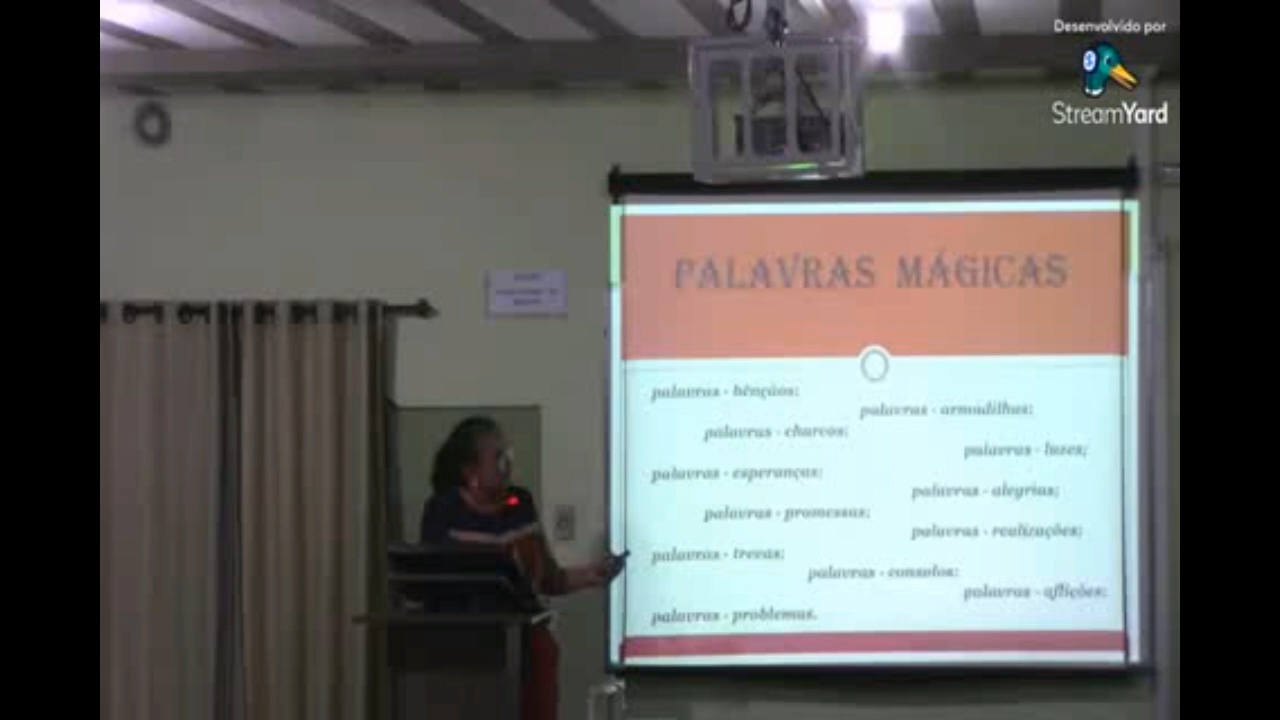 Desenvolvido por
StreamYard
PALAVRAS MÁGICAS
palavras - bênçãos;
palavras - armadilhas;
palavras - charcos;
palavras - luzes;
palavras - esperanças;
palavras - alegrias;
palavras - promessas;
palavras - realizações;
palavras - trevas;
palavras - consolos;
palavras - aflições;
palavras - problemas.